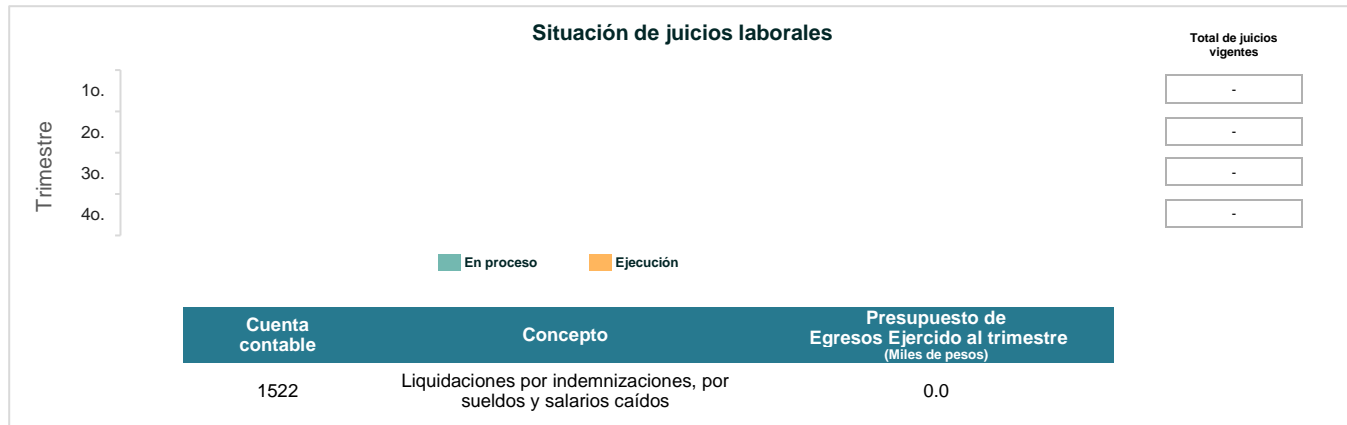 Situación de juicios laborales
Total de juicios
vigentes
Trimestre
1o.
-
2o.
-
3o.
-
4o.
-
En proceso
Ejecución
Cuenta
contable
Concepto
Presupuesto de
Egresos Ejercido al trimestre
(Miles de pesos)
1522
Liquidaciones por indemnizaciones, por
sueldos y salarios caídos
0.0